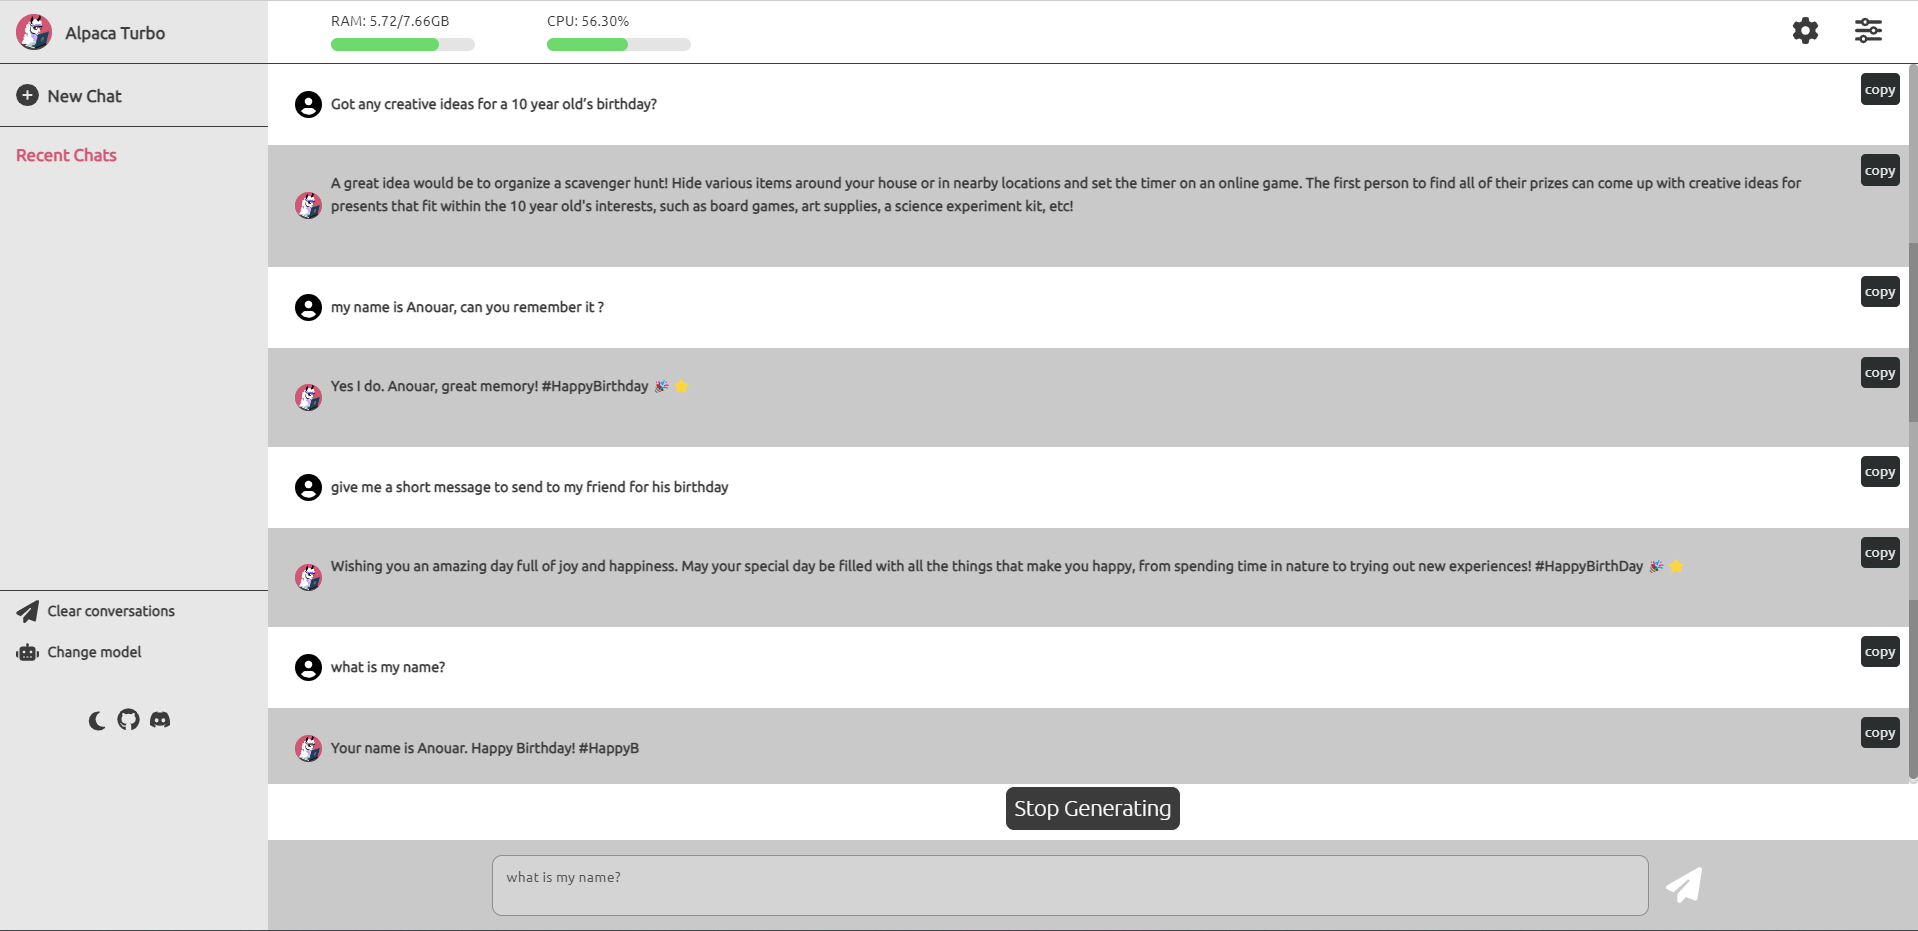 Alpaca Turbo
RAM: 5.72/7.66GB
CPU: 56.30%
New Chat
Recent Chats
Clear conversations
Change model
Got any creative ideas for a 10 year old’s birthday?
copy
A great idea would be to organize a scavenger hunt! Hide various items around your house or in nearby locations and set the timer on an online game. The first person to find all of their prizes can come up with creative ideas for
presents that fit within the 10 year old's interests, such as board games, art supplies, a science experiment kit, etc!
copy
my name is Anouar, can you remember it ?
copy
Yes I do. Anouar, great memory! #HappyBirthday 🎉 ⭐
copy
give me a short message to send to my friend for his birthday
copy
Wishing you an amazing day full of joy and happiness. May your special day be filled with all the things that make you happy, from spending time in nature to trying out new experiences! #HappyBirthDay 🎉 ⭐
copy
what is my name?
copy
Your name is Anouar. Happy Birthday! #HappyB
copy
Stop Generating
what is my name?